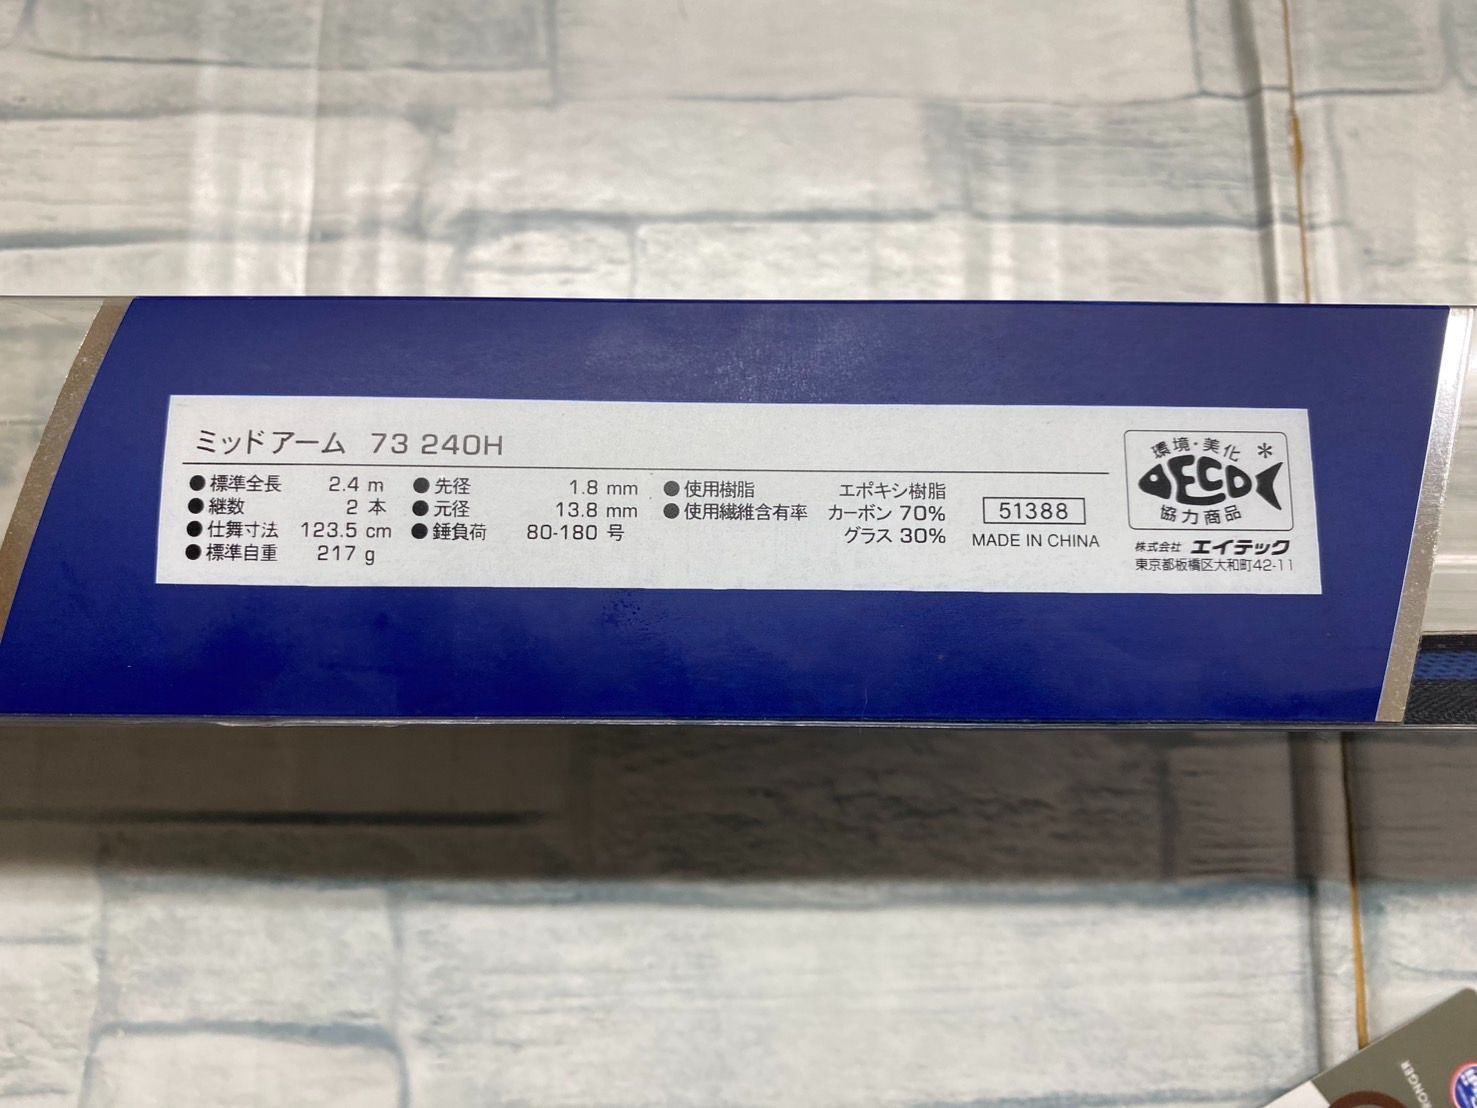 ミッドアーム 73 240H
●標準全長 2.4 m ●先径 1.8 mm ●使用樹脂 エポキシ樹脂
●継数 2 本 ●元径 13.8 mm ●使用繊維含有率 カーボン 70%
●仕舞寸法 123.5 cm ●錘負荷 80-180 号 グラス 30%
●標準自重 217 g
51388
MADE IN CHINA
環境・美化*
ECO
協力商品
株式会社 エイテック
東京都板橋区大和町42-11